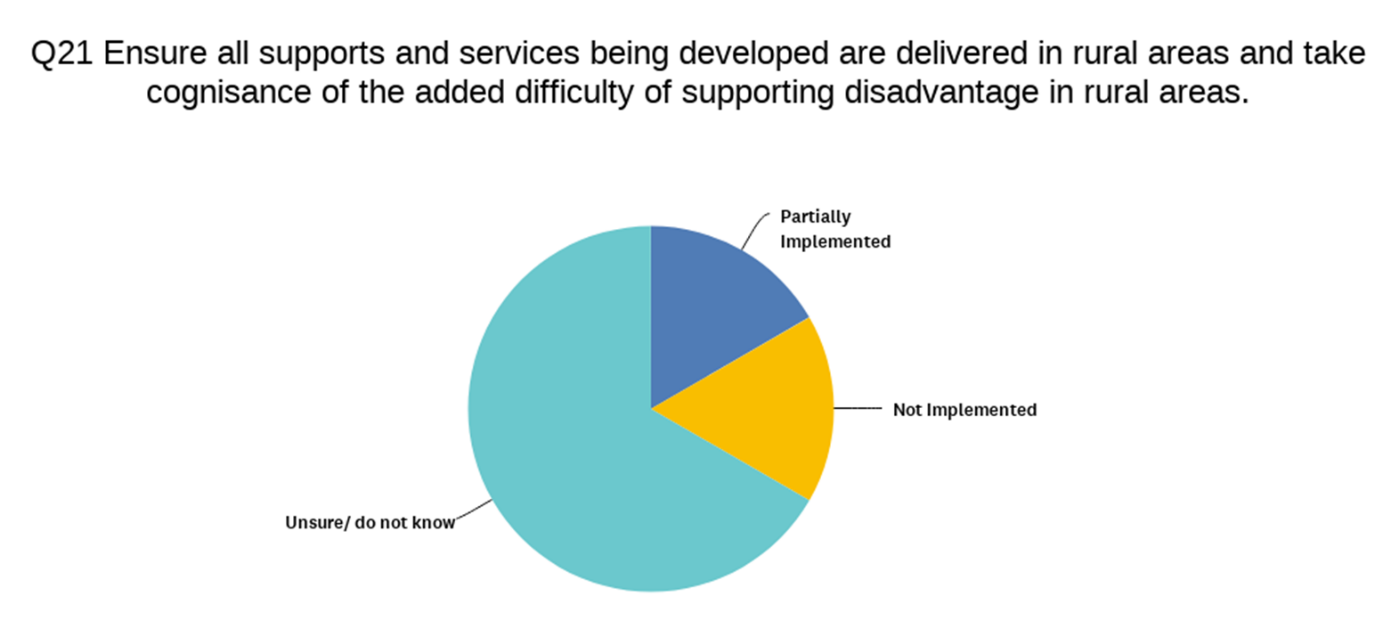 Q21 Ensure all supports and services being developed are delivered in rural areas and take
cognisance of the added difficulty of supporting disadvantage in rural areas.
Partially
Implemented
Not Implemented
Unsure/ do not know